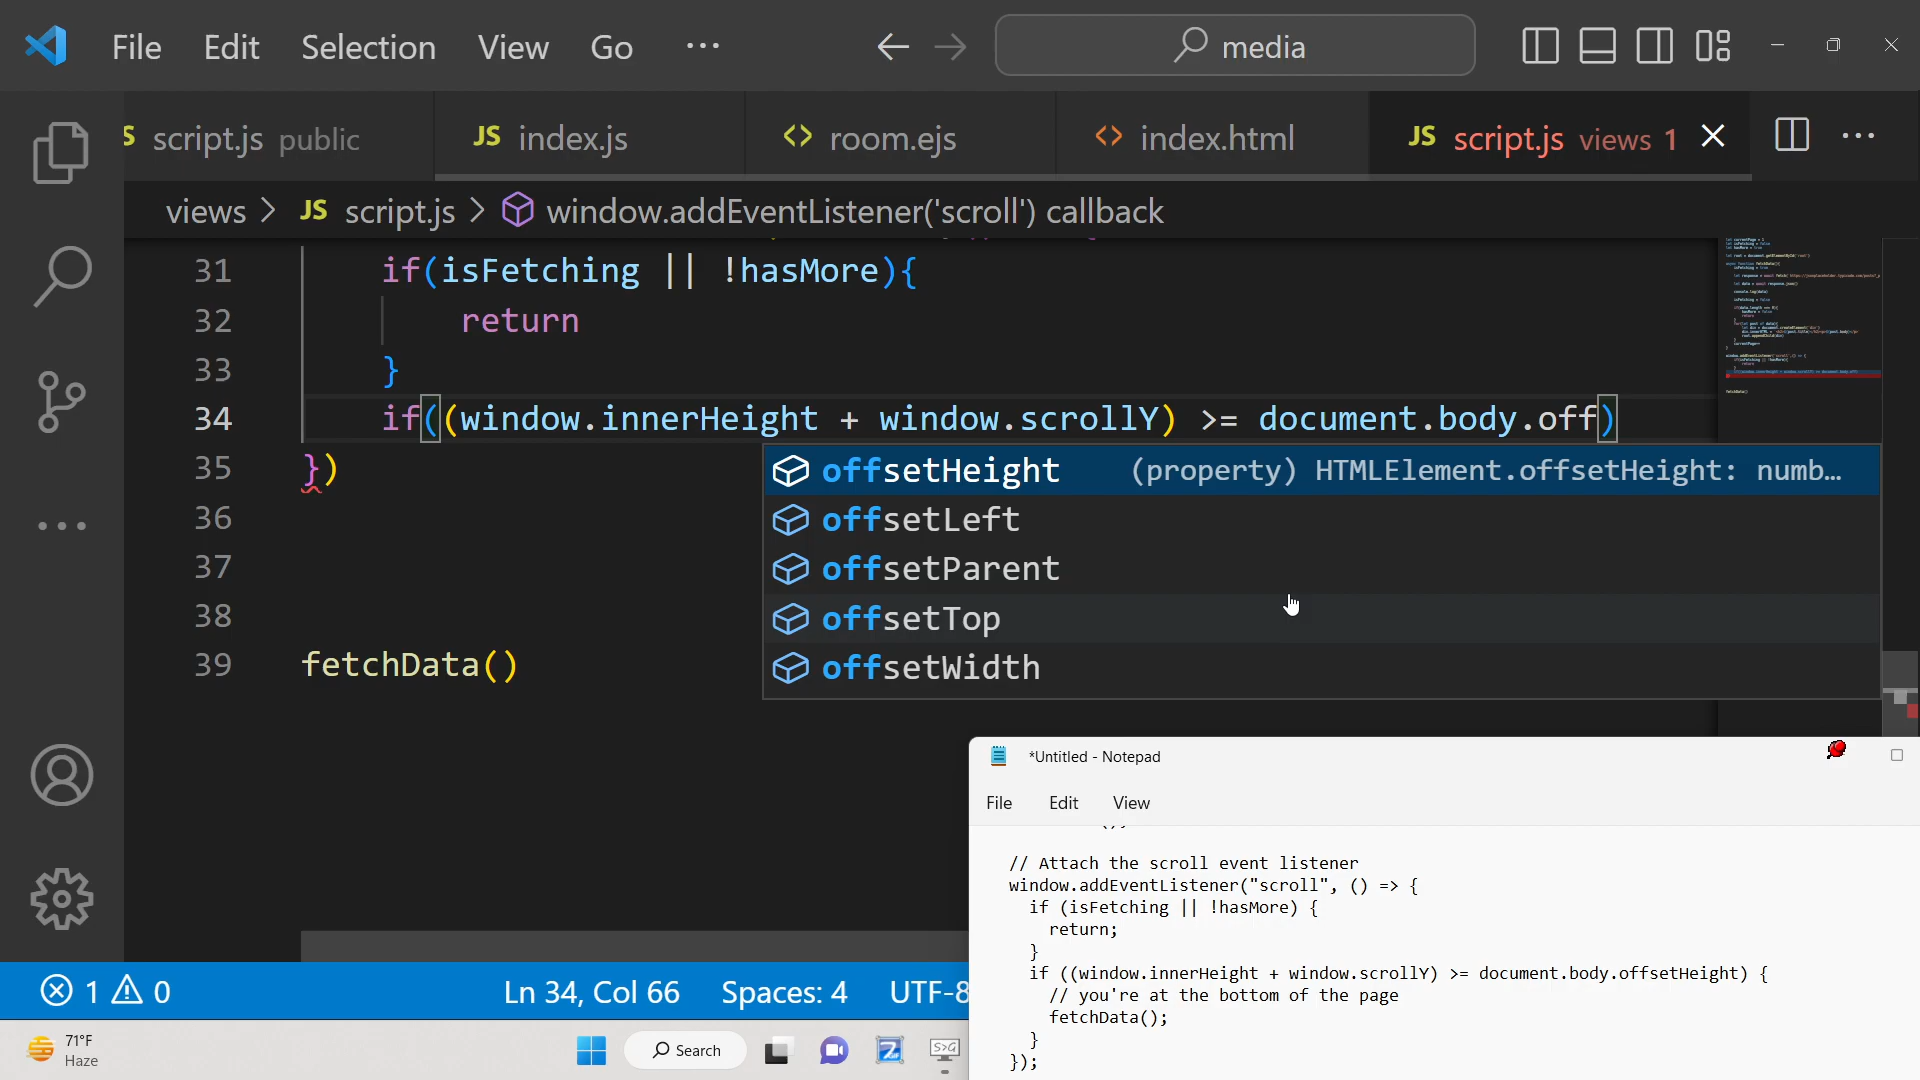 File Edit Selection View Go ··· media
script.js public JS index.js <> room.ejs <> index.html JS script.js views 1
views > JS script.js > window.addEventListener('scroll') callback
31 if(isFetching || !hasMore){
32 return
33 }
34 if((window.innerHeight + window.scrollY) >= document.body.off)
35 })
offsetHeight (property) HTMLElement.offsetHeight: numb…
offsetLeft
36
37
offsetParent
38
offsetTop
39 fetchData()
offsetWidth
*Untitled - Notepad
File Edit View
// Attach the scroll event listener
window.addEventListener("scroll", () => {
if (isFetching || !hasMore) {
return;
}
if ((window.innerHeight + window.scrollY) >= document.body.offsetHeight) {
// you're at the bottom of the page
fetchData();
}
});
1 0 Ln 34, Col 66 Spaces: 4 UTF-8
71°F
Haze
Search